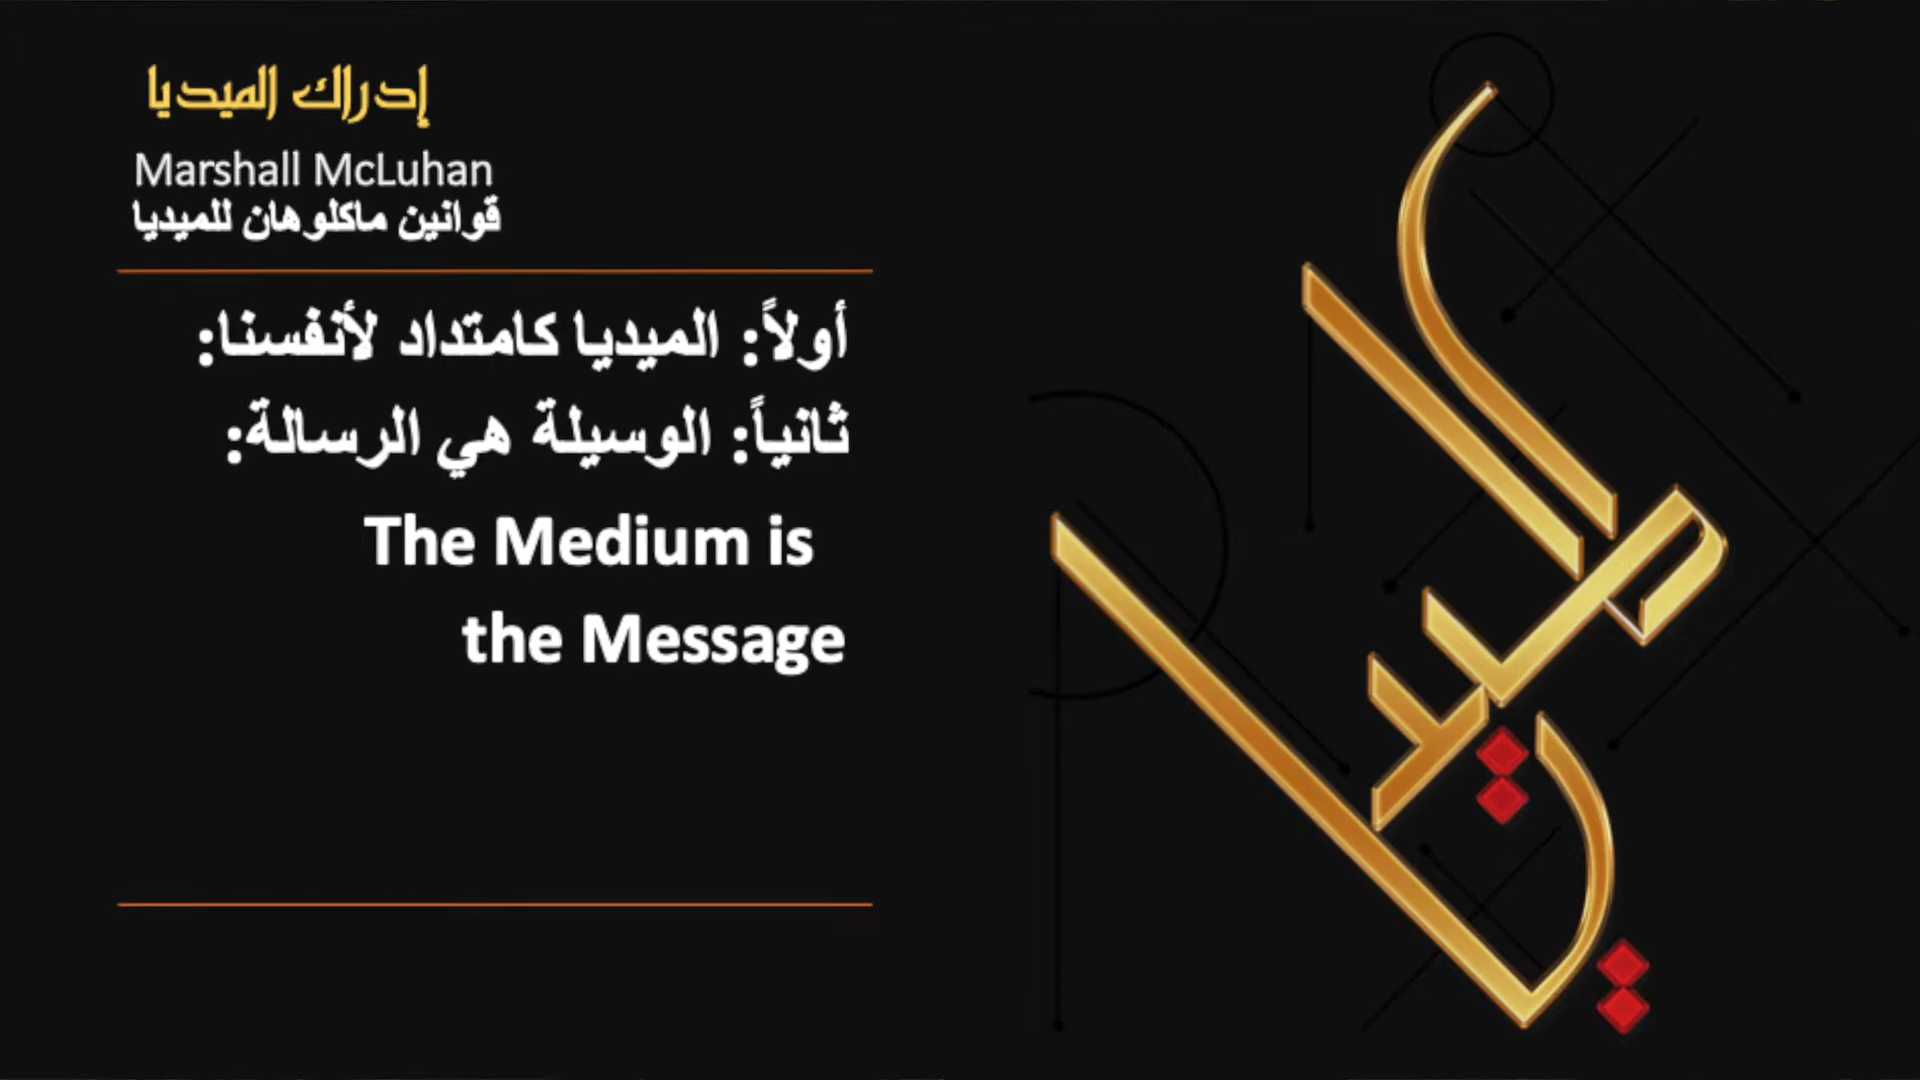 إدراك الميديا
Marshall McLuhan
قوانين ماكلوهان للميديا
أولاً: الميديا كامتداد لأنفسنا:
ثانياً: الوسيلة هي الرسالة:
The Medium is
the Message
الميديا